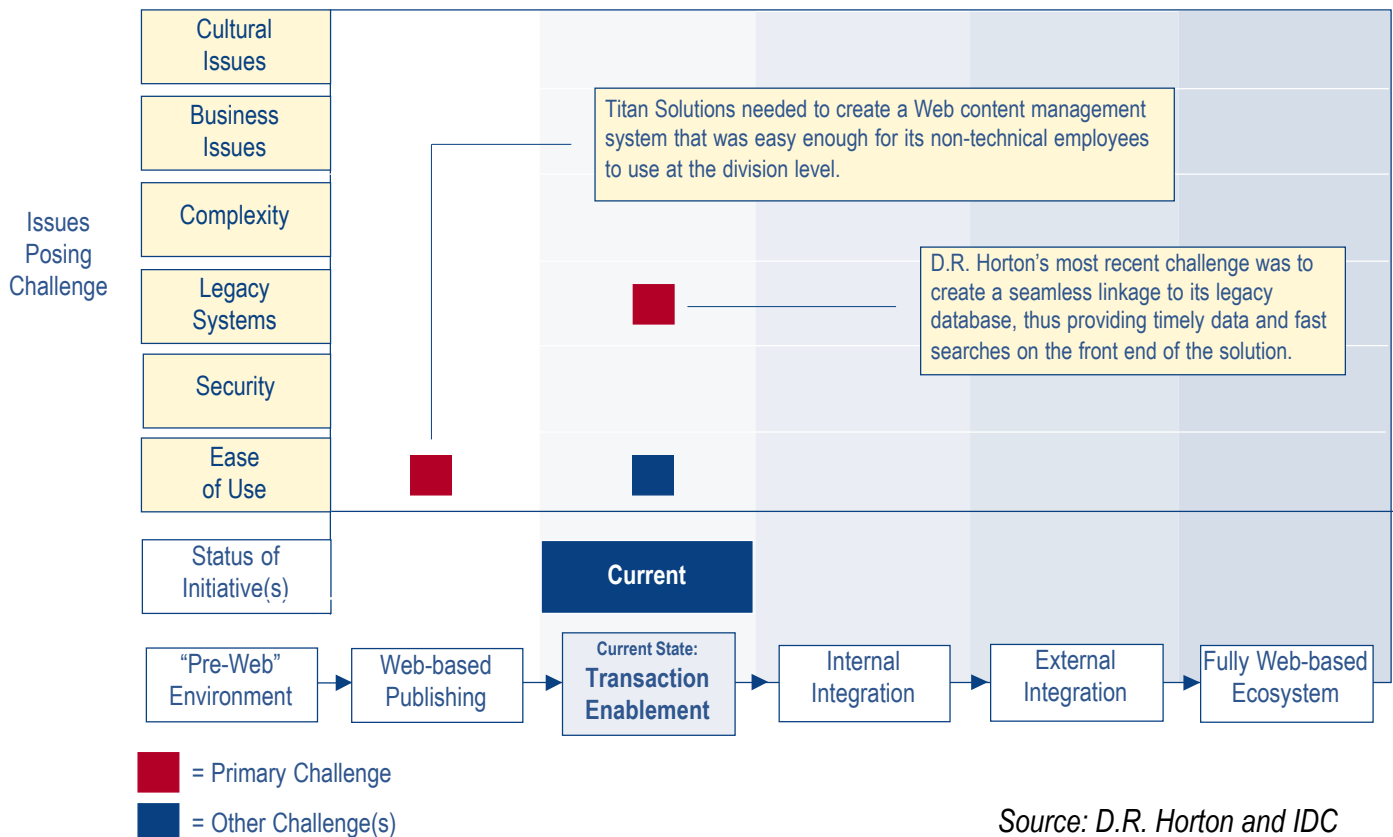 Cultural
Issues
Business
Issues
Titan Solutions needed to create a Web content management
system that was easy enough for its non-technical employees
to use at the division level.
Complexity
Issues
Posing
Challenge
Legacy
Systems
D.R. Horton’s most recent challenge was to
create a seamless linkage to its legacy
database, thus providing timely data and fast
searches on the front end of the solution.
Security
Ease
of Use
Status of
Initiative(s)
Current
“Pre-Web”
Environment
Web-based
Publishing
Current State:
Transaction
Enablement
Internal
Integration
External
Integration
Fully Web-based
Ecosystem
= Primary Challenge
= Other Challenge(s)
Source: D.R. Horton and IDC